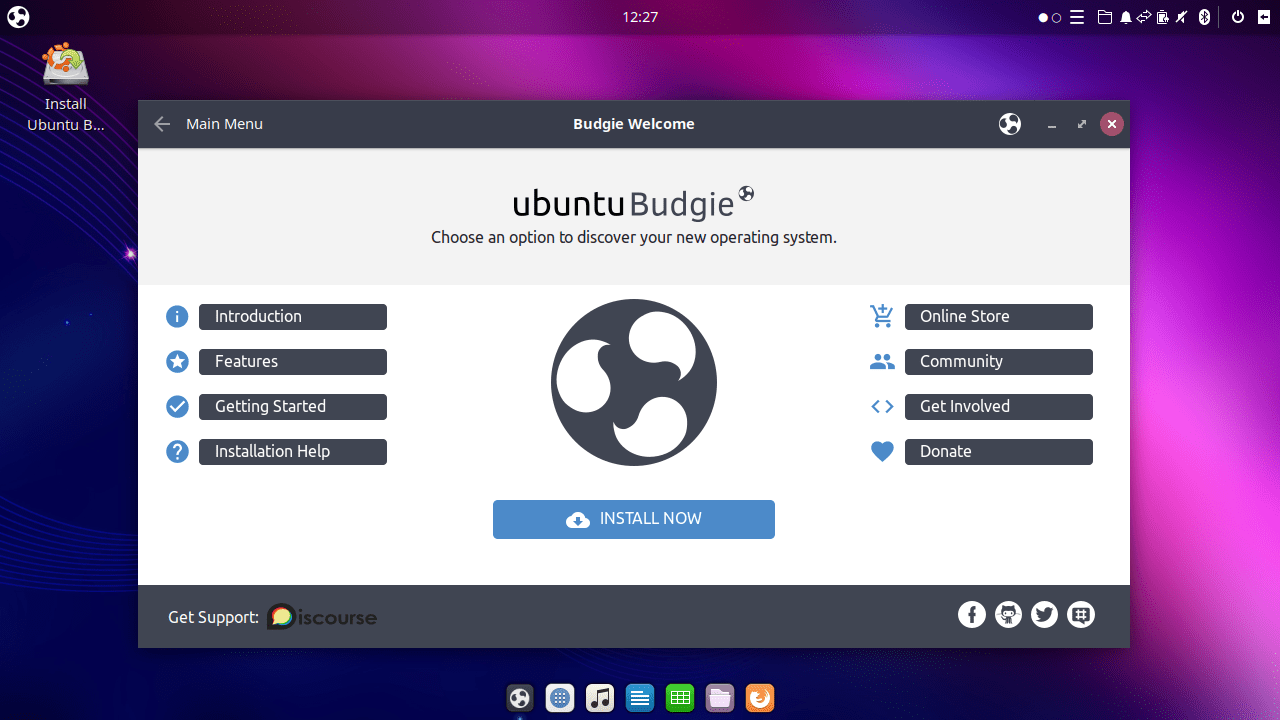 12:27
Install
Ubuntu B...
Main Menu
Budgie Welcome
ubuntu Budgie
Choose an option to discover your new operating system.
Introduction
Features
Getting Started
Installation Help
Online Store
Community
Get Involved
Donate
INSTALL NOW
Get Support: Discourse